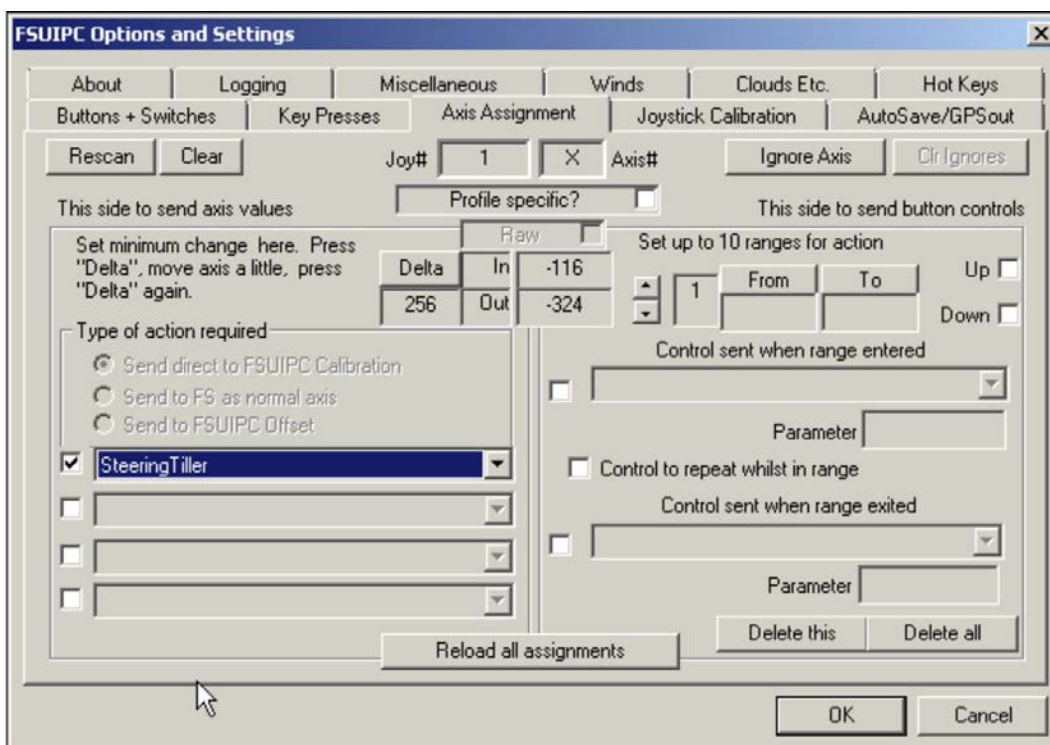 FSUIPC Options and Settings
About Logging Miscellaneous Winds Clouds Etc. Hot Keys
Buttons + Switches Key Presses Axis Assignment Joystick Calibration AutoSave/GPSout
Rescan Clear Joy# 1 X Axis# Ignore Axis Clr Ignores
Profile specific?
This side to send axis values This side to send button controls
Raw
Set minimum change here. Press
"Delta", move axis a little, press
"Delta" again.
Delta In -116
256 Out -324
Set up to 10 ranges for action
1 From To Up
Down
Type of action required
Send direct to FSUIPC Calibration
Send to FS as normal axis
Send to FSUIPC Offset
SteeringTiller
Control sent when range entered
Parameter
Control to repeat whilst in range
Control sent when range exited
Parameter
Delete this Delete all
Reload all assignments
OK Cancel